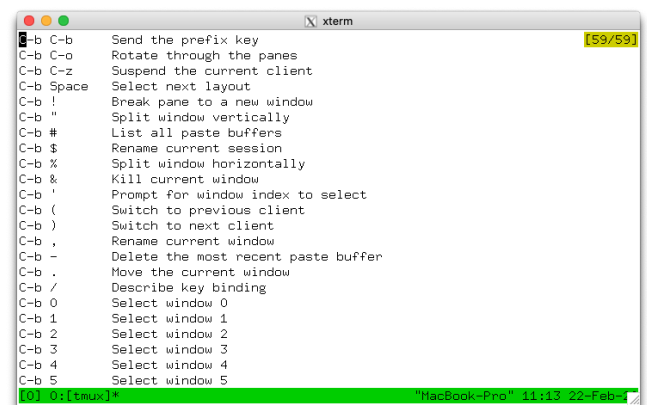 xterm
C-b C-b     Send the prefix key     [59/59]
C-b C-o     Rotate through the panes
C-b C-z     Suspend the current client
C-b Space   Select next layout
C-b !       Break pane to a new window
C-b "       Split window vertically
C-b #       List all paste buffers
C-b $       Rename current session
C-b %       Split window horizontally
C-b &       Kill current window
C-b '       Prompt for window index to select
C-b (       Switch to previous client
C-b )       Switch to next client
C-b ,       Rename current window
C-b -       Delete the most recent paste buffer
C-b .       Move the current window
C-b /       Describe key binding
C-b 0       Select window 0
C-b 1       Select window 1
C-b 2       Select window 2
C-b 3       Select window 3
C-b 4       Select window 4
C-b 5       Select window 5
[0] 0:[tmux]*     "MacBook-Pro" 11:13 22-Feb-